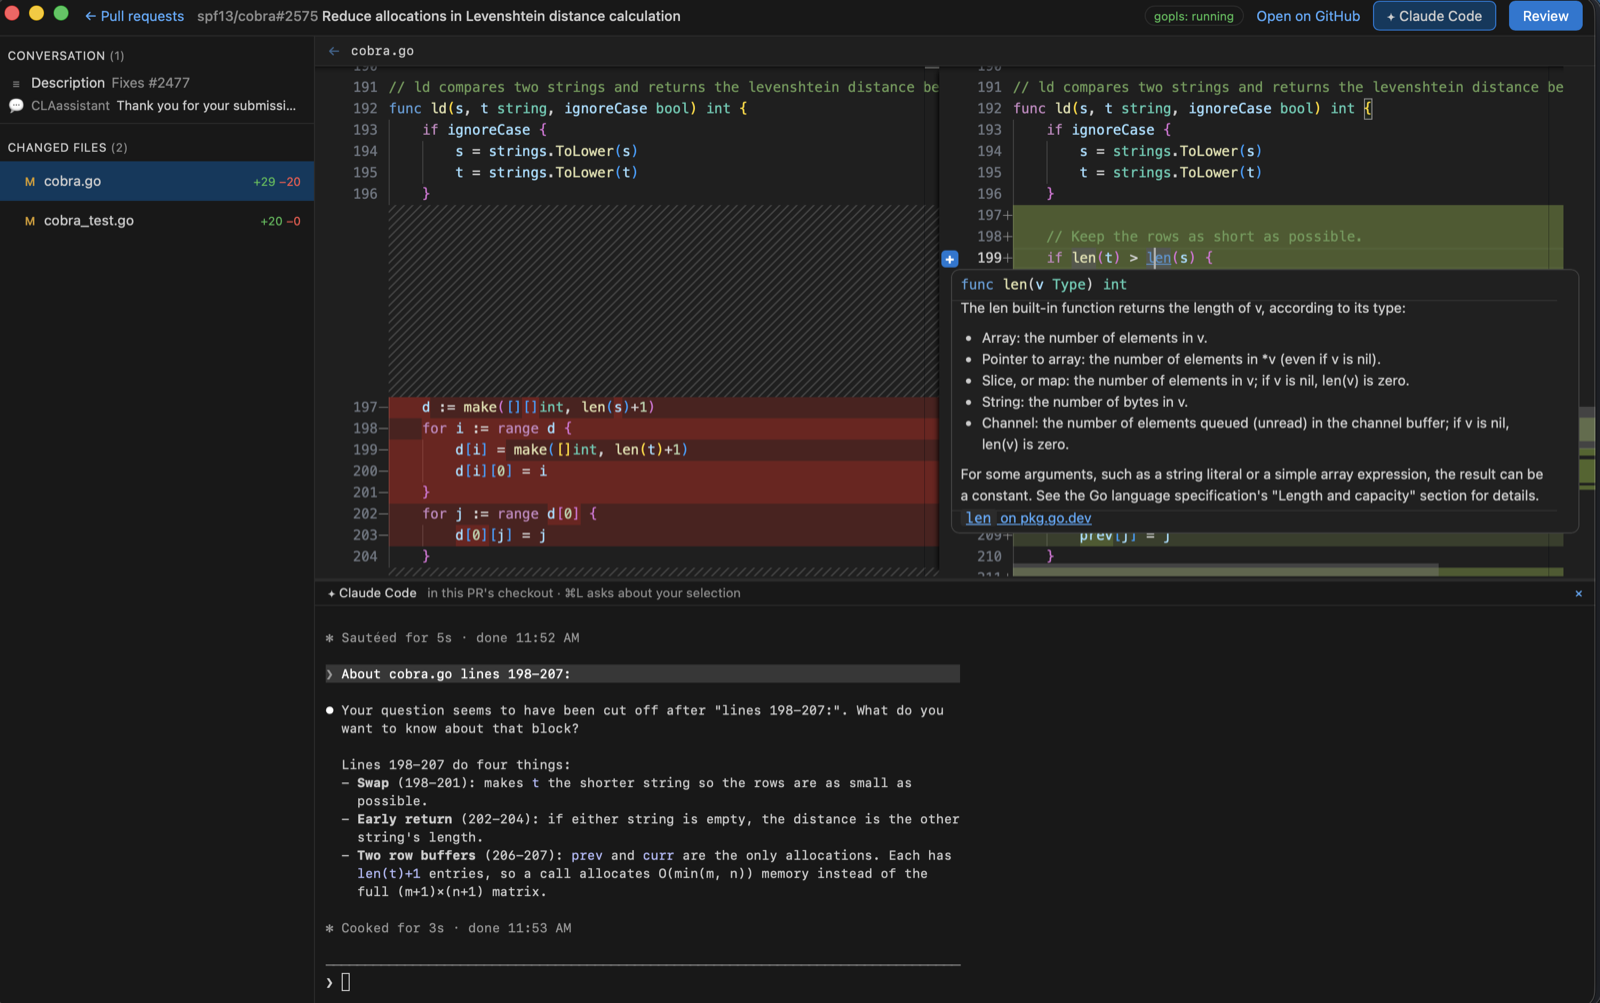 ← Pull requests spf13/cobra#2575 Reduce allocations in Levenshtein distance calculation
gopls: running Open on GitHub ✦ Claude Code Review
CONVERSATION (1)
Description Fixes #2477
CLAassistant Thank you for your submissi...
CHANGED FILES (2)
M cobra.go +29 −20
M cobra_test.go +20 −0
← cobra.go
190
191 // ld compares two strings and returns the levenshtein distance be
192 func ld(s, t string, ignoreCase bool) int {
193 if ignoreCase {
194 s = strings.ToLower(s)
195 t = strings.ToLower(t)
196 }
197− d := make([][]int, len(s)+1)
198− for i := range d {
199− d[i] = make([]int, len(t)+1)
200− d[i][0] = i
201− }
202− for j := range d[0] {
203− d[0][j] = j
204 }
190
191 // ld compares two strings and returns the levenshtein distance be
192 func ld(s, t string, ignoreCase bool) int {
193 if ignoreCase {
194 s = strings.ToLower(s)
195 t = strings.ToLower(t)
196 }
197+
198+ // Keep the rows as short as possible.
199+ if len(t) > len(s) {
func len(v Type) int
The len built-in function returns the length of v, according to its type:
• Array: the number of elements in v.
• Pointer to array: the number of elements in *v (even if v is nil).
• Slice, or map: the number of elements in v; if v is nil, len(v) is zero.
• String: the number of bytes in v.
• Channel: the number of elements queued (unread) in the channel buffer; if v is nil,
len(v) is zero.
For some arguments, such as a string literal or a simple array expression, the result can be
a constant. See the Go language specification's "Length and capacity" section for details.
len on pkg.go.dev
209+ prev[j] = j
210 }
211
✦ Claude Code in this PR's checkout · ⌘L asks about your selection ×
✻ Sautéed for 5s · done 11:52 AM
❯ About cobra.go lines 198-207:
● Your question seems to have been cut off after "lines 198-207:". What do you
want to know about that block?
Lines 198-207 do four things:
- Swap (198-201): makes t the shorter string so the rows are as small as
possible.
- Early return (202-204): if either string is empty, the distance is the other
string's length.
- Two row buffers (206-207): prev and curr are the only allocations. Each has
len(t)+1 entries, so a call allocates O(min(m, n)) memory instead of the
full (m+1)×(n+1) matrix.
✻ Cooked for 3s · done 11:53 AM
❯